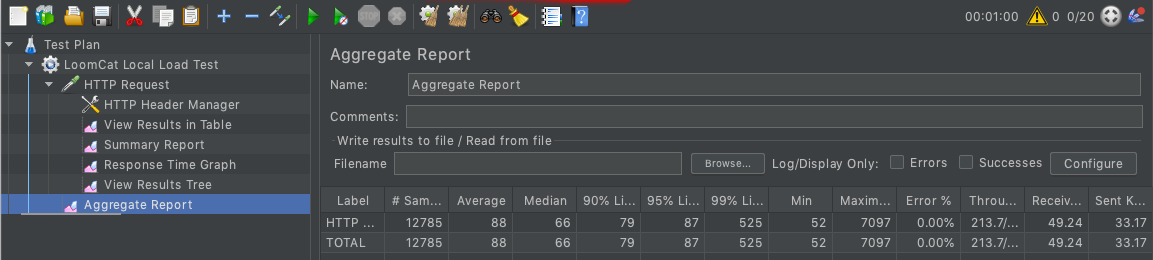 00:01:00 0 0/20
Test Plan
LoomCat Local Load Test
HTTP Request
HTTP Header Manager
View Results in Table
Summary Report
Response Time Graph
View Results Tree
Aggregate Report
Aggregate Report
Name: Aggregate Report
Comments:
Write results to file / Read from file
Filename Browse... Log/Display Only: Errors Successes Configure
Label # Sam... Average Median 90% Li... 95% Li... 99% Li... Min Maxim... Error % Throu... Receiv... Sent K...
HTTP ... 12785 88 66 79 87 525 52 7097 0.00% 213.7/... 49.24 33.17
TOTAL 12785 88 66 79 87 525 52 7097 0.00% 213.7/... 49.24 33.17